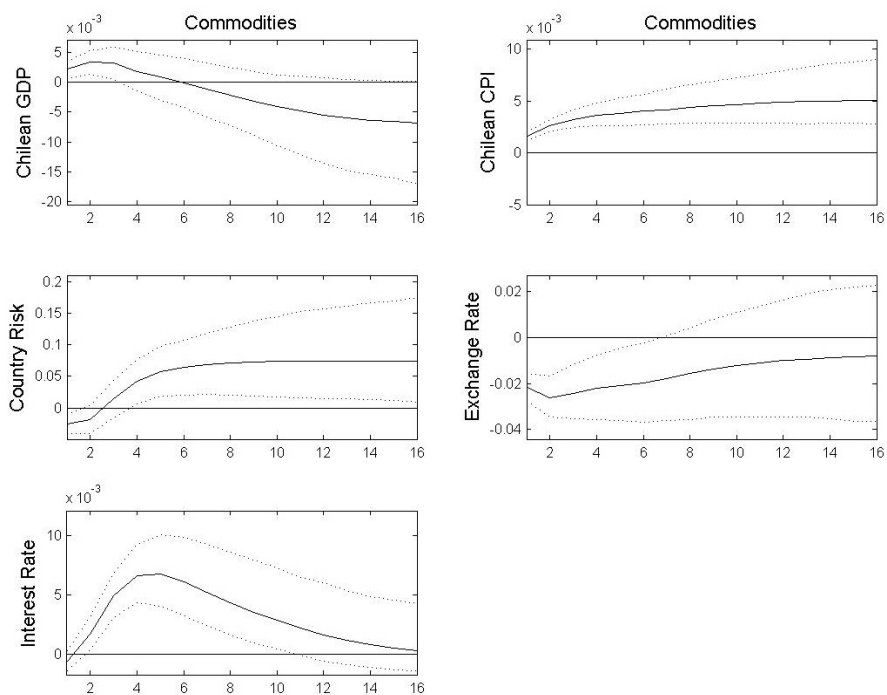 Commodities
x 10-3
Chilean GDP
5
0
-5
-10
-15
-20
2 4 6 8 10 12 14 16
Commodities
x 10-3
Chilean CPI
10
5
0
-5
2 4 6 8 10 12 14 16
Country Risk
0.2
0.15
0.1
0.05
0
2 4 6 8 10 12 14 16
Exchange Rate
0.02
0
-0.02
-0.04
2 4 6 8 10 12 14 16
x 10-3
Interest Rate
10
5
0
2 4 6 8 10 12 14 16